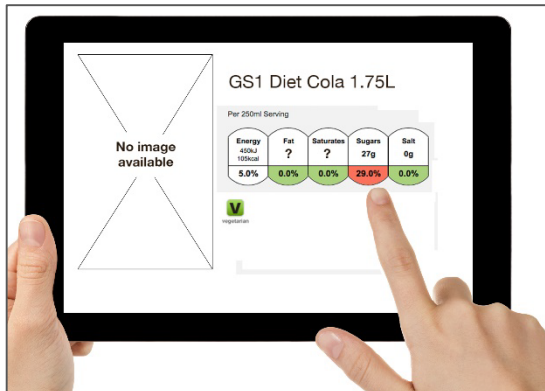 No image
available
GS1 Diet Cola 1.75L
Per 250ml Serving
Energy Fat Saturates Sugars Salt
450kJ
105kcal ? ? 27g 0g
5.0% 0.0% 0.0% 29.0% 0.0%
V
vegetarian